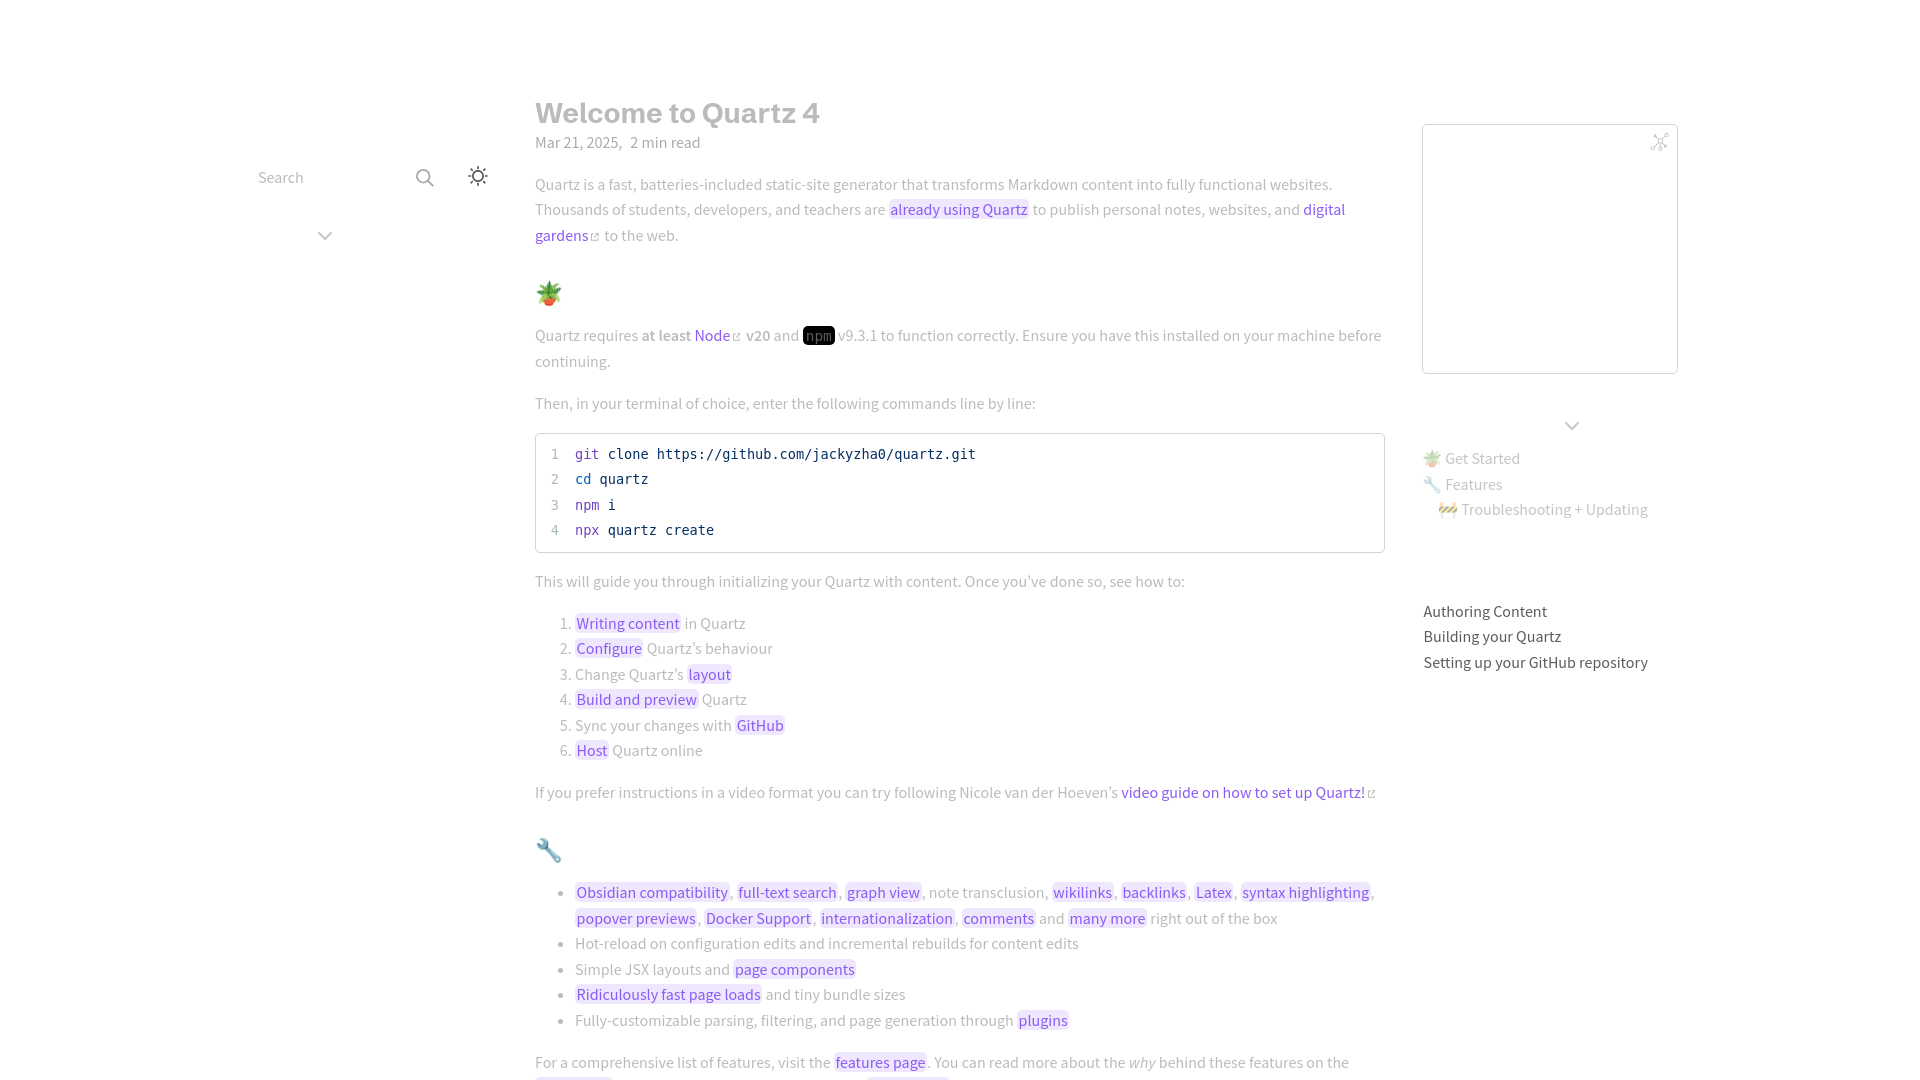 Search
Welcome to Quartz 4
Mar 21, 2025, 2 min read
Quartz is a fast, batteries-included static-site generator that transforms Markdown content into fully functional websites.
Thousands of students, developers, and teachers are already using Quartz to publish personal notes, websites, and digital
gardens to the web.
Quartz requires at least Node v20 and npm v9.3.1 to function correctly. Ensure you have this installed on your machine before
continuing.
Then, in your terminal of choice, enter the following commands line by line:
1 git clone https://github.com/jackyzha0/quartz.git
2 cd quartz
3 npm i
4 npx quartz create
This will guide you through initializing your Quartz with content. Once you’ve done so, see how to:
1. Writing content in Quartz
2. Configure Quartz’s behaviour
3. Change Quartz’s layout
4. Build and preview Quartz
5. Sync your changes with GitHub
6. Host Quartz online
If you prefer instructions in a video format you can try following Nicole van der Hoeven’s video guide on how to set up Quartz!
• Obsidian compatibility, full-text search, graph view, note transclusion, wikilinks, backlinks, Latex, syntax highlighting,
popover previews, Docker Support, internationalization, comments and many more right out of the box
• Hot-reload on configuration edits and incremental rebuilds for content edits
• Simple JSX layouts and page components
• Ridiculously fast page loads and tiny bundle sizes
• Fully-customizable parsing, filtering, and page generation through plugins
For a comprehensive list of features, visit the features page. You can read more about the why behind these features on the
🪴 Get Started
🔧 Features
🚧 Troubleshooting + Updating
Authoring Content
Building your Quartz
Setting up your GitHub repository